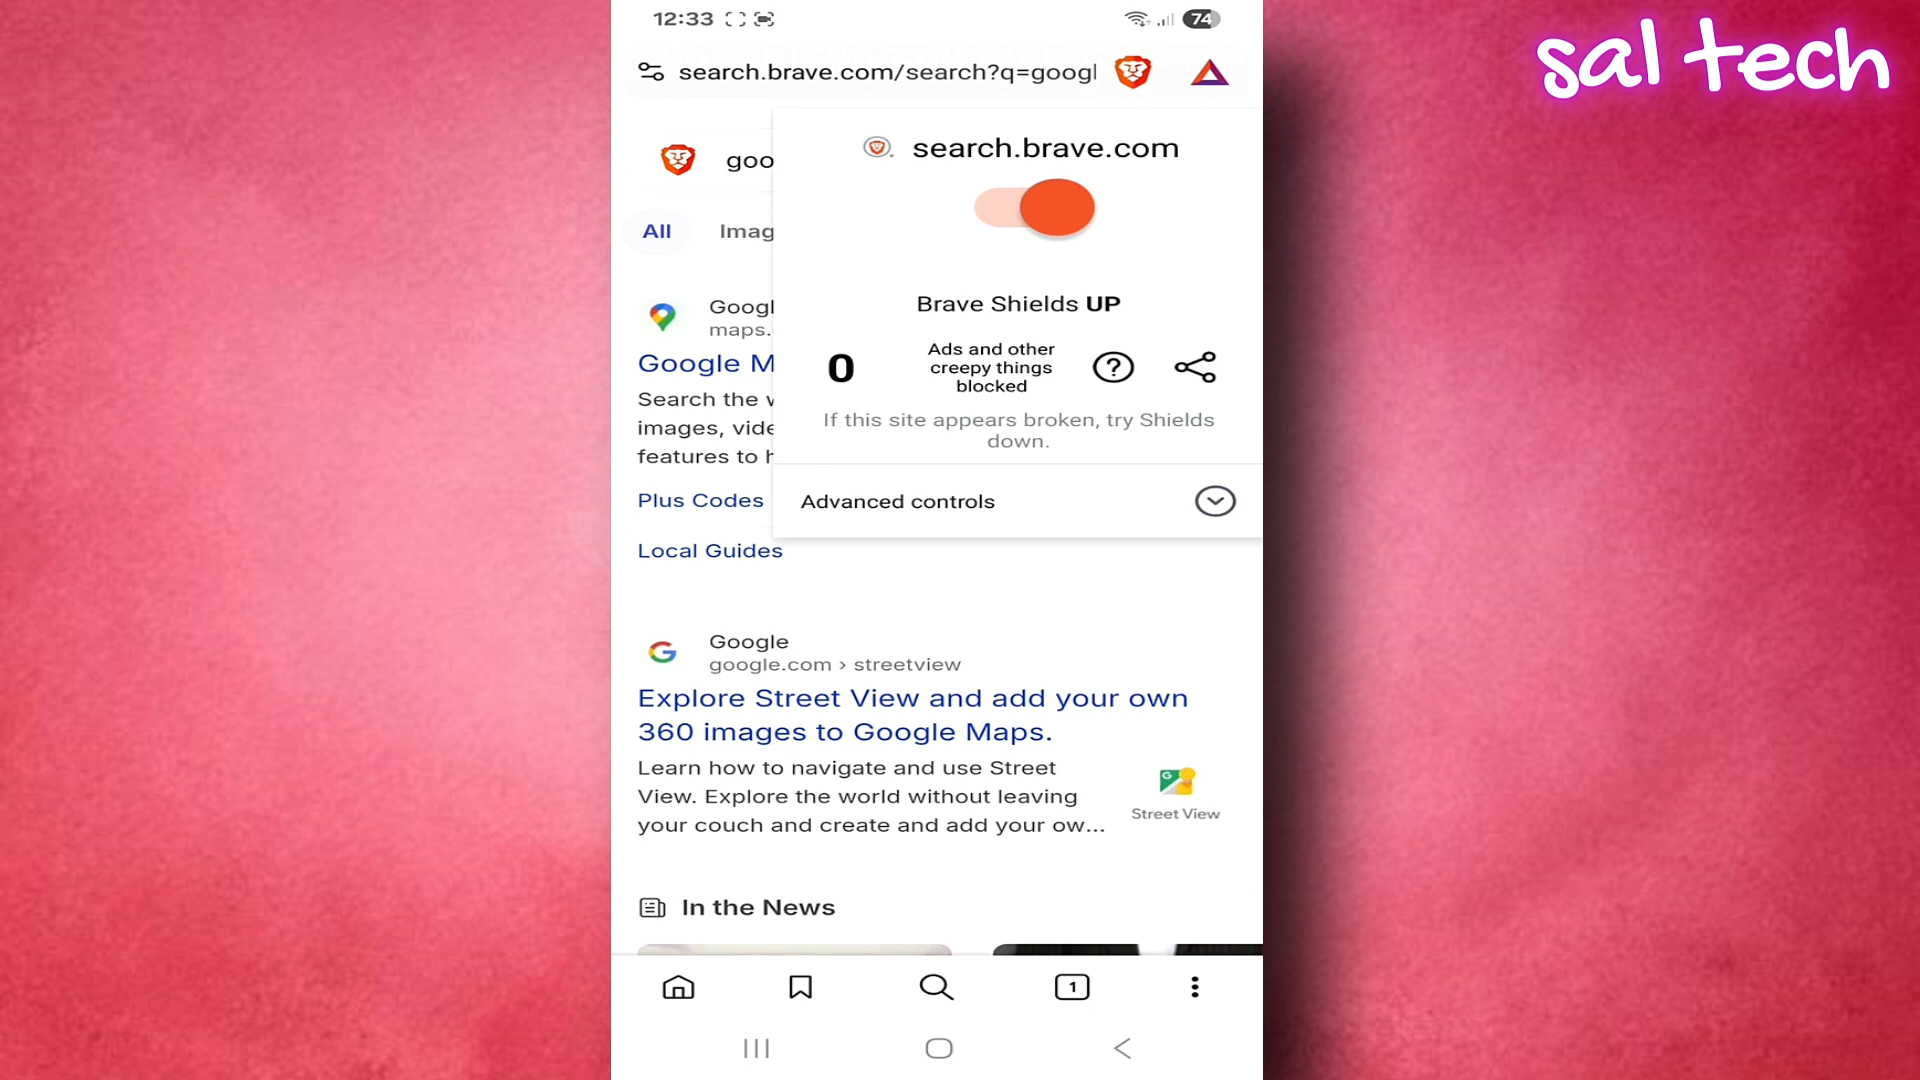 sal tech
12:33
74
search.brave.com/search?q=googl
search.brave.com
goo
All Imag
Brave Shields UP
Googl
maps.
0
Ads and other
creepy things
blocked
Google M
Search the w
images, vide
features to h
If this site appears broken, try Shields
down.
Plus Codes
Advanced controls
Local Guides
Google
google.com › streetview
Explore Street View and add your own
360 images to Google Maps.
Learn how to navigate and use Street
View. Explore the world without leaving
your couch and create and add your ow...
Street View
In the News
1